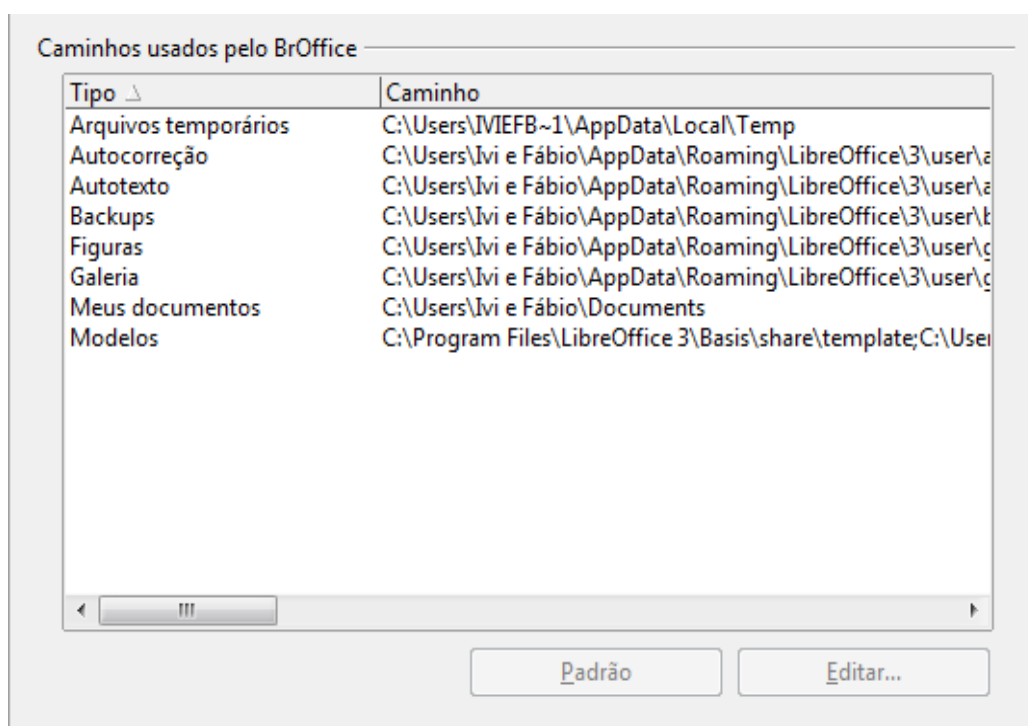 Caminhos usados pelo BrOffice
Tipo Caminho
Arquivos temporários C:\Users\IVIEFB~1\AppData\Local\Temp
Autocorreção C:\Users\Ivi e Fábio\AppData\Roaming\LibreOffice\3\user\a
Autotexto C:\Users\Ivi e Fábio\AppData\Roaming\LibreOffice\3\user\a
Backups C:\Users\Ivi e Fábio\AppData\Roaming\LibreOffice\3\user\b
Figuras C:\Users\Ivi e Fábio\AppData\Roaming\LibreOffice\3\user\g
Galeria C:\Users\Ivi e Fábio\AppData\Roaming\LibreOffice\3\user\g
Meus documentos C:\Users\Ivi e Fábio\Documents
Modelos C:\Program Files\LibreOffice 3\Basis\share\template;C:\User
Padrão Editar...